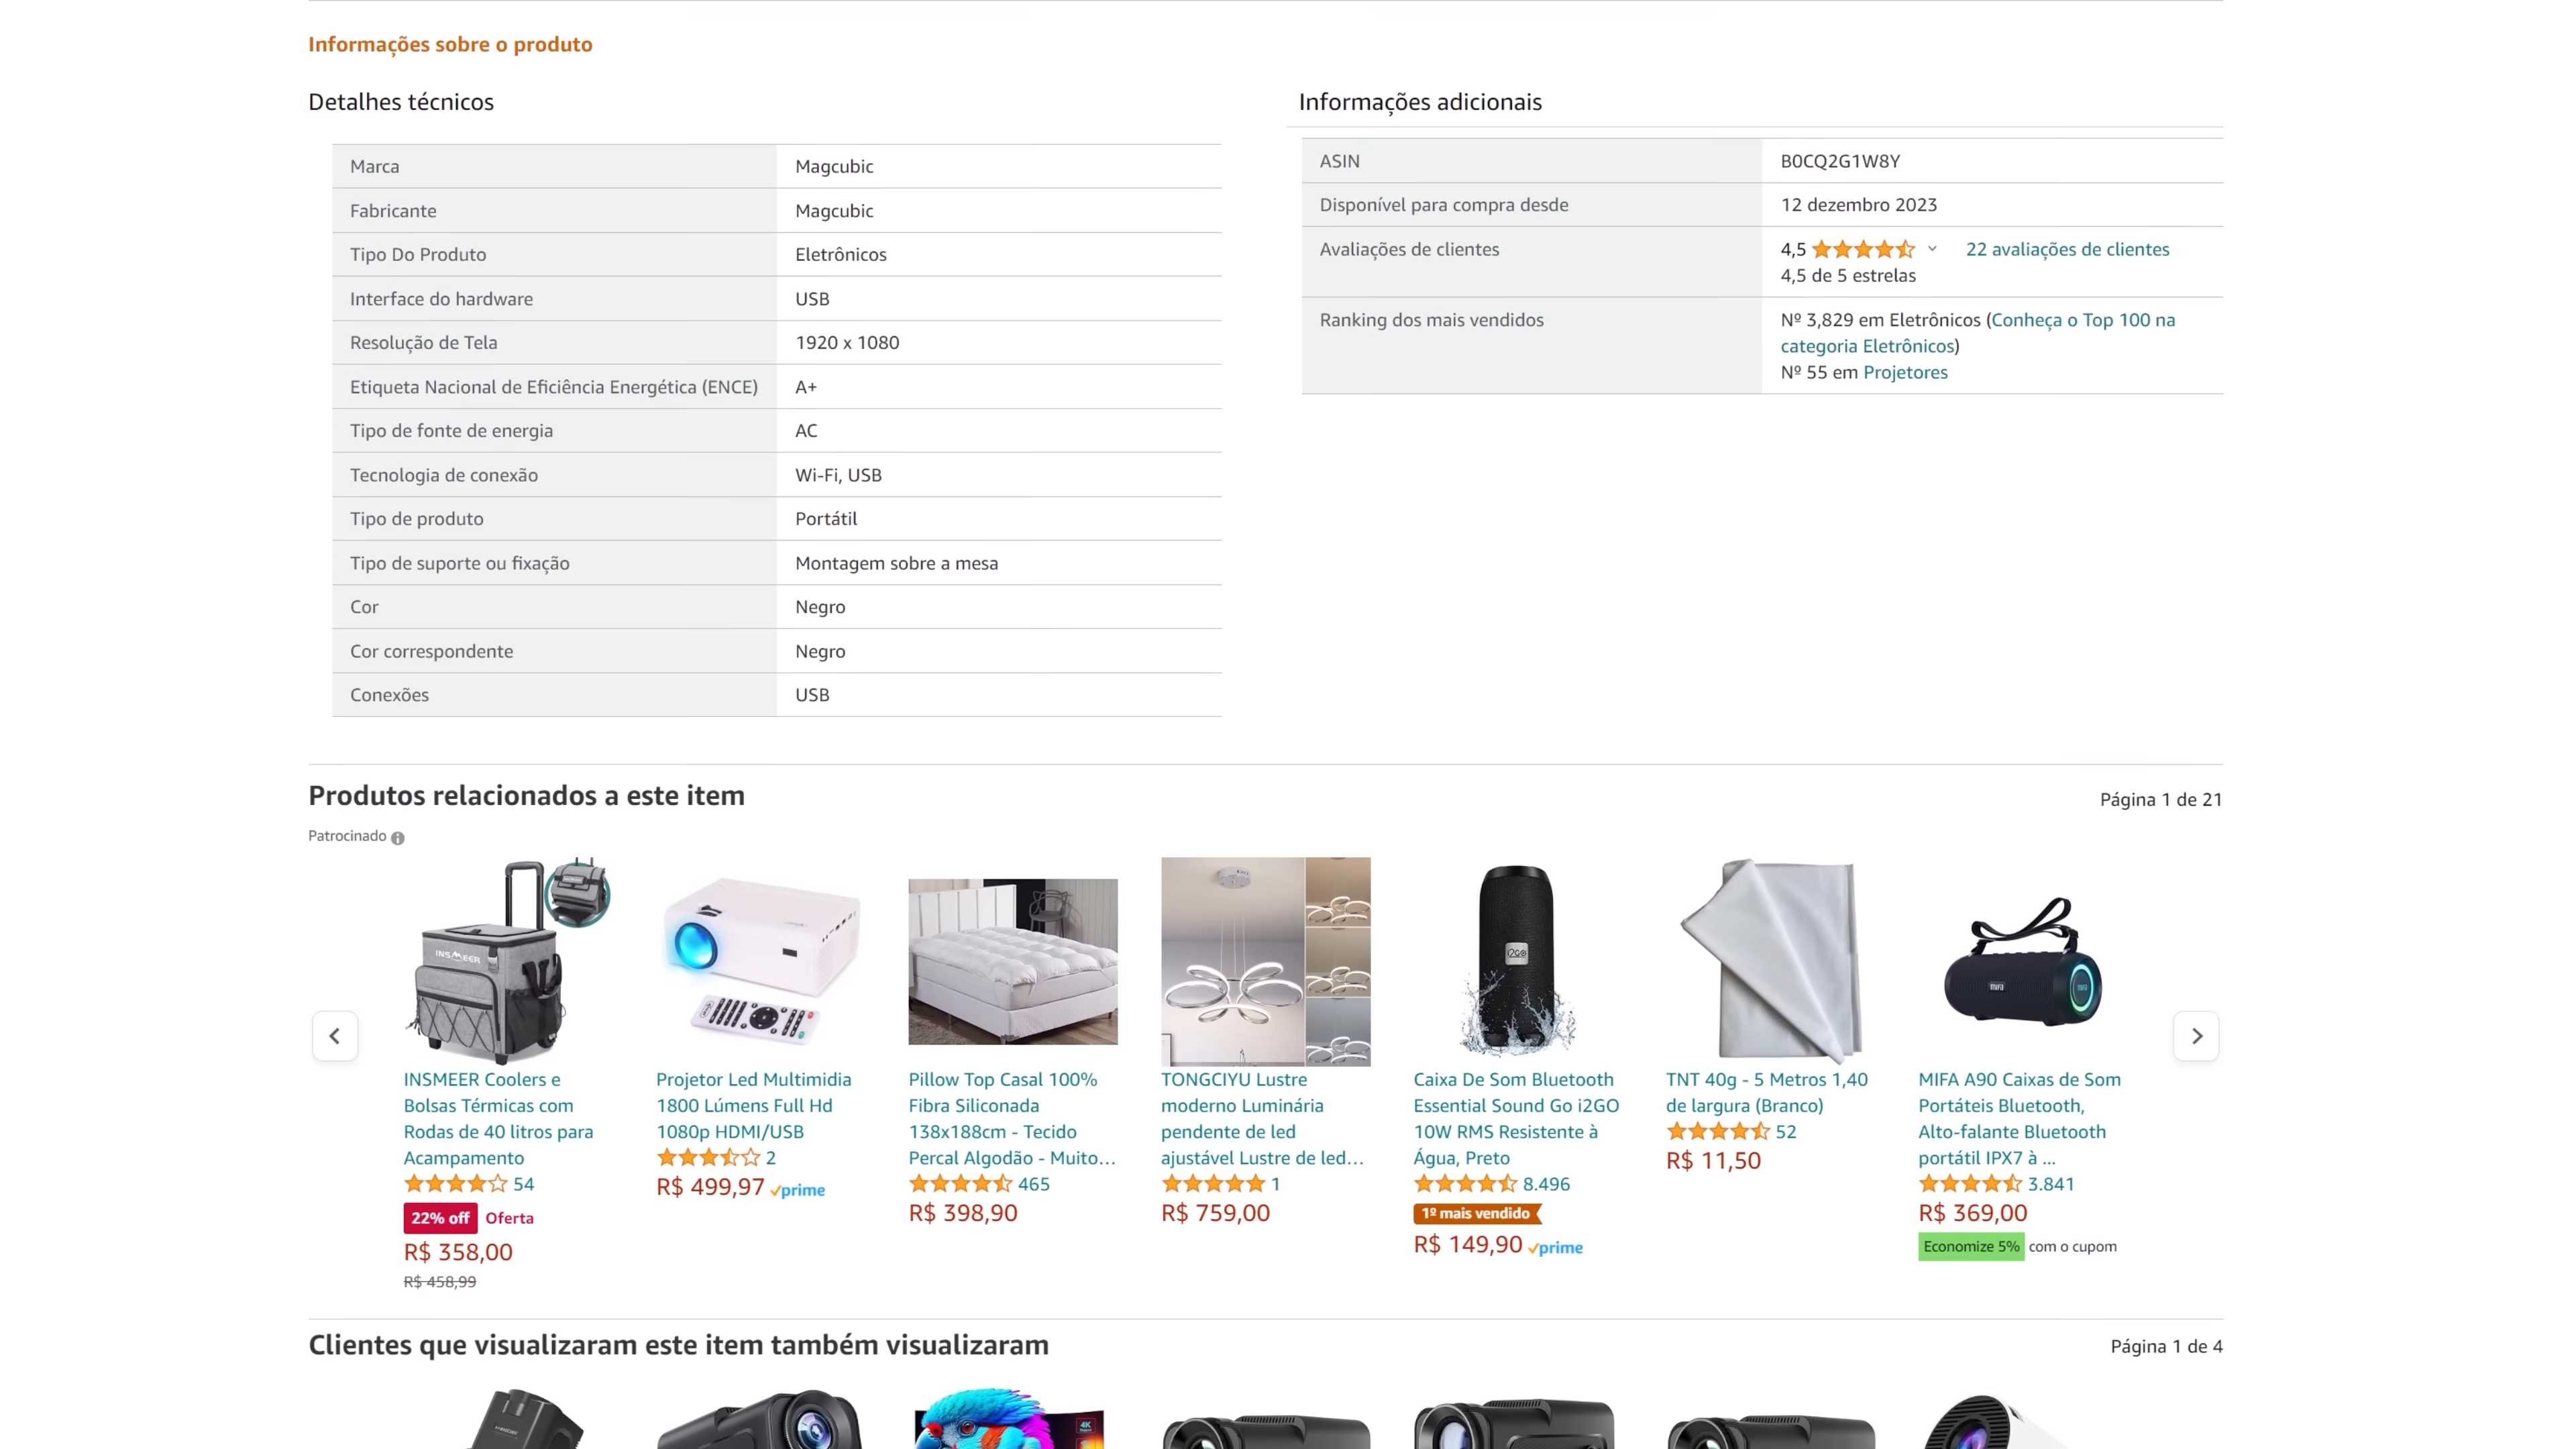 Informações sobre o produto
Detalhes técnicos
Marca Magcubic
Fabricante Magcubic
Tipo Do Produto Eletrônicos
Interface do hardware USB
Resolução de Tela 1920 x 1080
Etiqueta Nacional de Eficiência Energética (ENCE) A+
Tipo de fonte de energia AC
Tecnologia de conexão Wi-Fi, USB
Tipo de produto Portátil
Tipo de suporte ou fixação Montagem sobre a mesa
Cor Negro
Cor correspondente Negro
Conexões USB
Informações adicionais
ASIN B0CQ2G1W8Y
Disponível para compra desde 12 dezembro 2023
Avaliações de clientes 4,5 22 avaliações de clientes
4,5 de 5 estrelas
Ranking dos mais vendidos Nº 3,829 em Eletrônicos (Conheça o Top 100 na
categoria Eletrônicos)
Nº 55 em Projetores
Produtos relacionados a este item
Página 1 de 21
Patrocinado
INSMEER
INSMEER Coolers e
Bolsas Térmicas com
Rodas de 40 litros para
Acampamento
54
22% off Oferta
R$ 358,00
R$ 458,99
Projetor Led Multimidia
1800 Lúmens Full Hd
1080p HDMI/USB
2
R$ 499,97 prime
Pillow Top Casal 100%
Fibra Siliconada
138x188cm - Tecido
Percal Algodão - Muito…
465
R$ 398,90
TONGCIYU Lustre
moderno Luminária
pendente de led
ajustável Lustre de led…
1
R$ 759,00
i2GO
Caixa De Som Bluetooth
Essential Sound Go i2GO
10W RMS Resistente à
Água, Preto
8.496
1º mais vendido
R$ 149,90 prime
TNT 40g - 5 Metros 1,40
de largura (Branco)
52
R$ 11,50
mifa
MIFA A90 Caixas de Som
Portáteis Bluetooth,
Alto-falante Bluetooth
portátil IPX7 à ...
3.841
R$ 369,00
Economize 5% com o cupom
Clientes que visualizaram este item também visualizaram
Página 1 de 4
4K